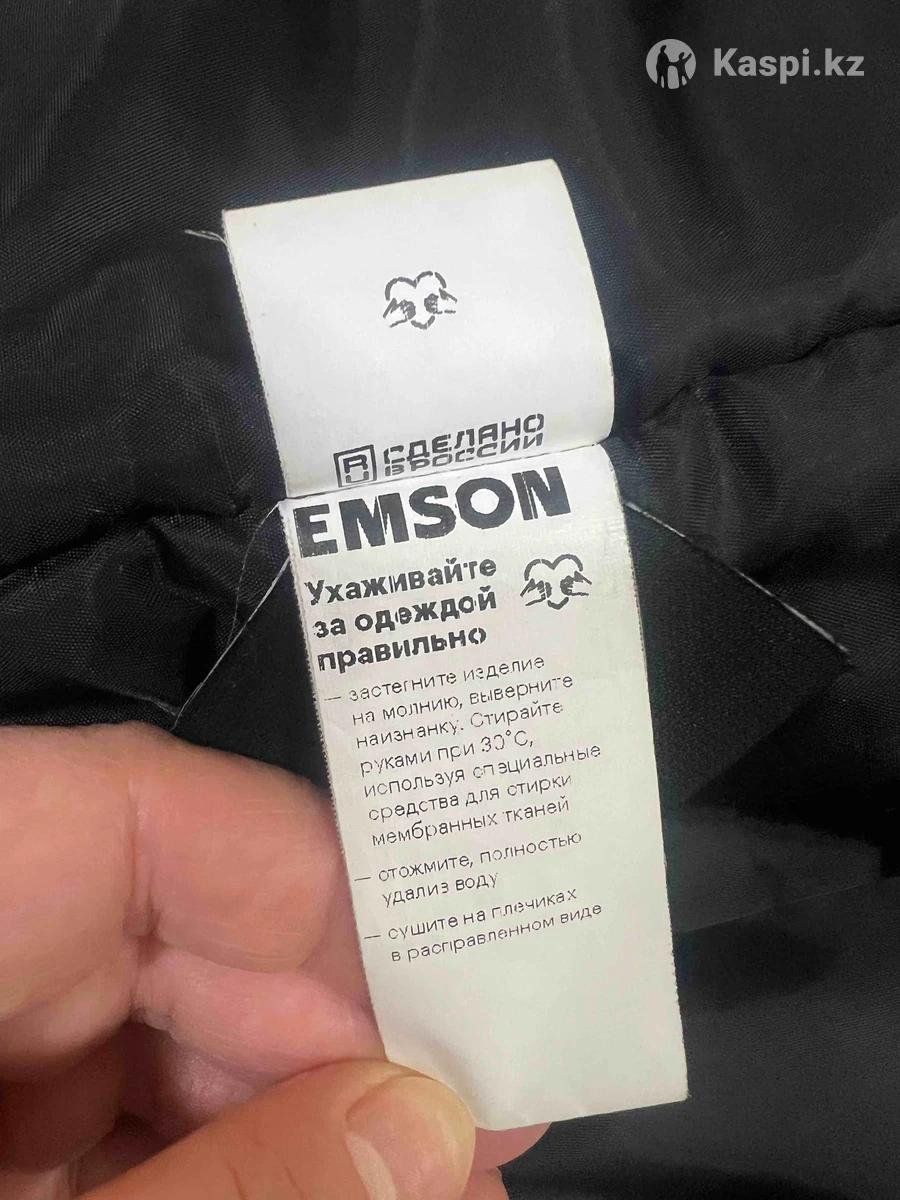 Kaspi.kz
RU СДЕЛАНО
В РОССИИ
EMSON
Ухаживайте
за одеждой
правильно
— застегните изделие
на молнию, выверните
наизнанку. Стирайте
руками при 30°C,
используя специальные
средства для стирки
мембранных тканей
— отожмите, полностью
удалив воду
— сушите на плечиках
в расправленном виде